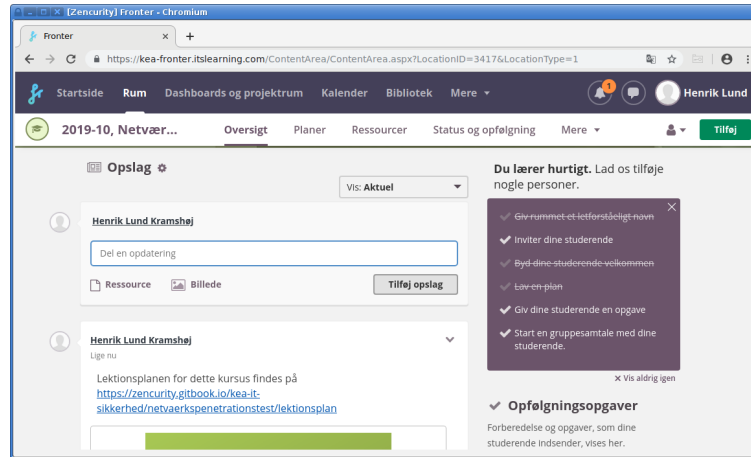 [Zencurity] Fronter - Chromium
Fronter
https://kea-fronter.itslearning.com/ContentArea/ContentArea.aspx?LocationID=3417&LocationType=1
Startside Rum Dashboards og projektrum Kalender Bibliotek Mere 1 Henrik Lund
2019-10, Netvær... Oversigt Planer Ressourcer Status og opfølgning Mere Tilføj
Opslag
Vis: Aktuel
Henrik Lund Kramshøj
Del en opdatering
Ressource Billede Tilføj opslag
Henrik Lund Kramshøj
Lige nu
Lektionsplanen for dette kursus findes på
https://zencurity.gitbook.io/kea-it-
sikkerhed/netvaerkspenetrationstest/lektionsplan
Du lærer hurtigt. Lad os tilføje
nogle personer.
Giv rummet et letforståeligt navn
Inviter dine studerende
Byd dine studerende velkommen
Lav en plan
Giv dine studerende en opgave
Start en gruppesamtale med dine
studerende.
Vis aldrig igen
Opfølgningsopgaver
Forberedelse og opgaver, som dine
studerende indsender, vises her.